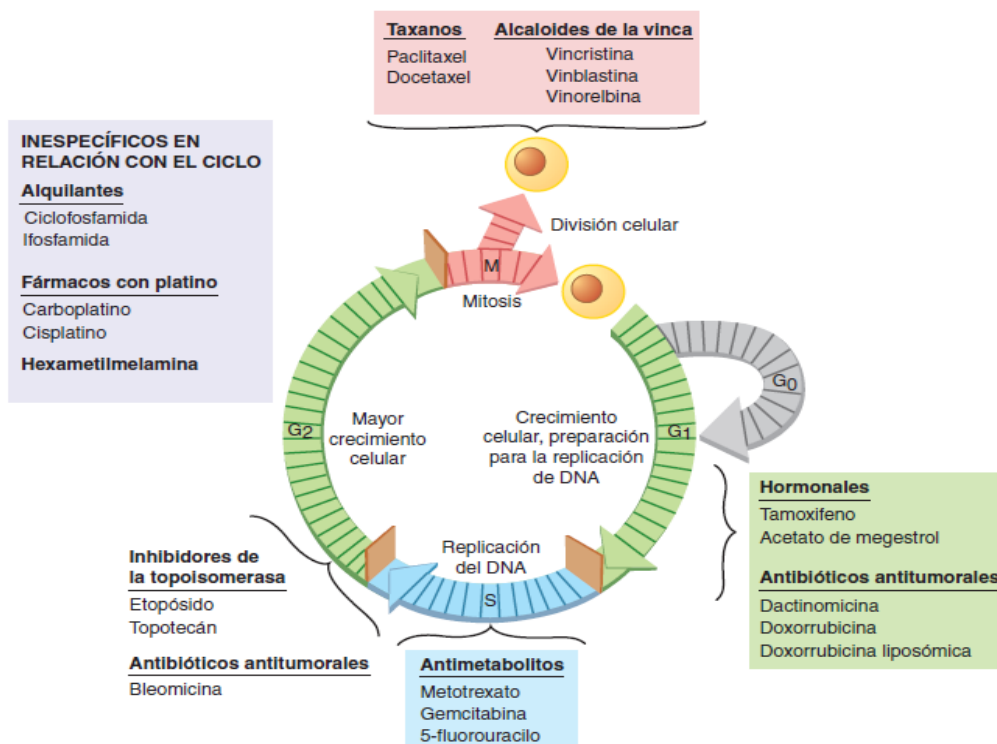 Taxanos
Paclitaxel
Docetaxel
Alcaloides de la vinca
Vincristina
Vinblastina
Vinorelbina
INESPECÍFICOS EN
RELACIÓN CON EL CICLO
Alquilantes
Ciclofosfamida
Ifosfamida
Fármacos con platino
Carboplatino
Cisplatino
Hexametilmelamina
División celular
M
Mitosis
G0
G2
Mayor
crecimiento
celular
Crecimiento
celular, preparación
para la replicación
de DNA
G1
Hormonales
Tamoxifeno
Acetato de megestrol
Antibióticos antitumorales
Dactinomicina
Doxorrubicina
Doxorrubicina liposómica
Replicación
del DNA
S
Inhibidores de
la topoisomerasa
Etopósido
Topotecán
Antibióticos antitumorales
Bleomicina
Antimetabolitos
Metotrexato
Gemcitabina
5-fluorouracilo